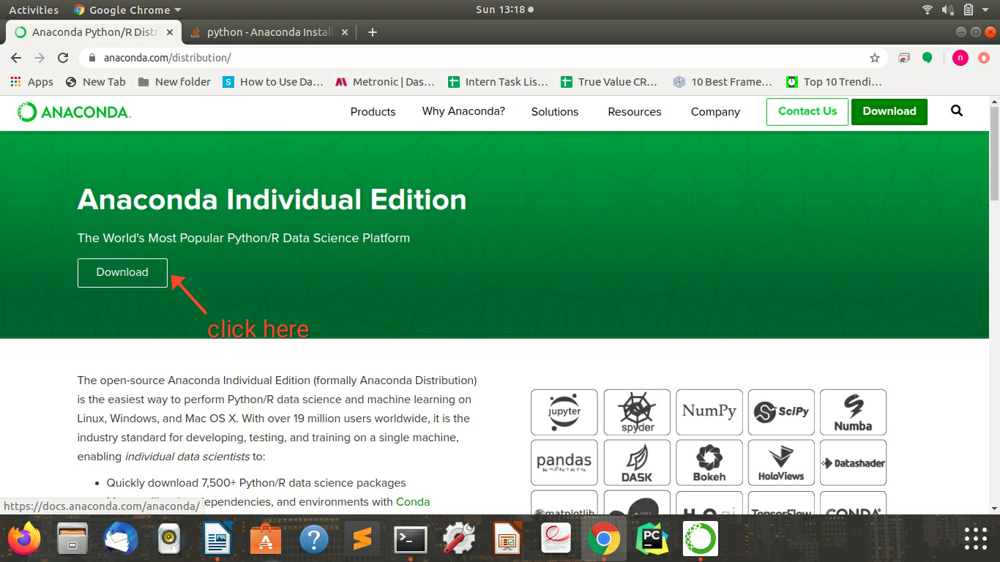 Activities Google Chrome Sun 13:18
Anaconda Python/R Distr python - Anaconda Install
anaconda.com/distribution/ n
Apps New Tab New folder S How to Use Da… Metronic | Das… Intern Task Lis… True Value CR… 10 Best Frame… Top 10 Trendi…
ANACONDA. Products Why Anaconda? Solutions Resources Company Contact Us Download
Anaconda Individual Edition
The World's Most Popular Python/R Data Science Platform
Download
click here
The open-source Anaconda Individual Edition (formally Anaconda Distribution)
is the easiest way to perform Python/R data science and machine learning on
Linux, Windows, and Mac OS X. With over 19 million users worldwide, it is the
industry standard for developing, testing, and training on a single machine,
enabling individual data scientists to:
• Quickly download 7,500+ Python/R data science packages
dependencies, and environments with Conda
jupyter spyder NumPy SciPy Numba
pandas DASK Bokeh HoloViews Datashader
matplotlib TensorFlow CONDA
https://docs.anaconda.com/anaconda/
PC